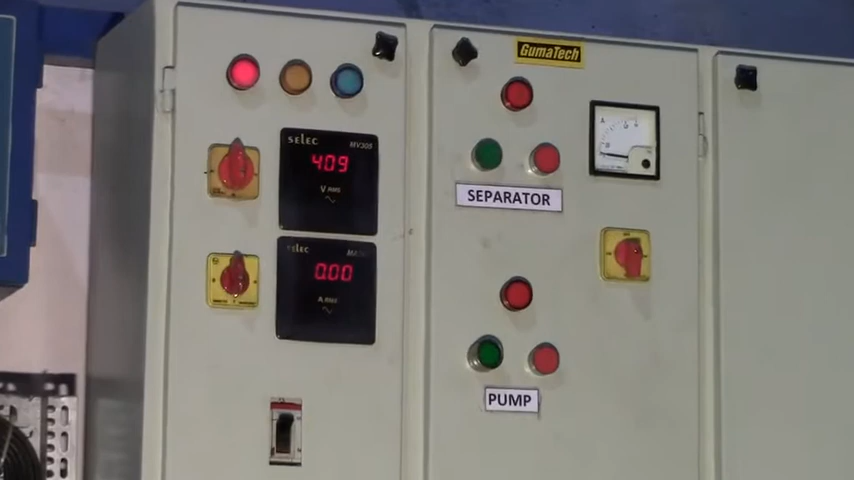 GumaTech
selec
MV305
409
V RMS
SEPARATOR
selec
0.00
A RMS
PUMP